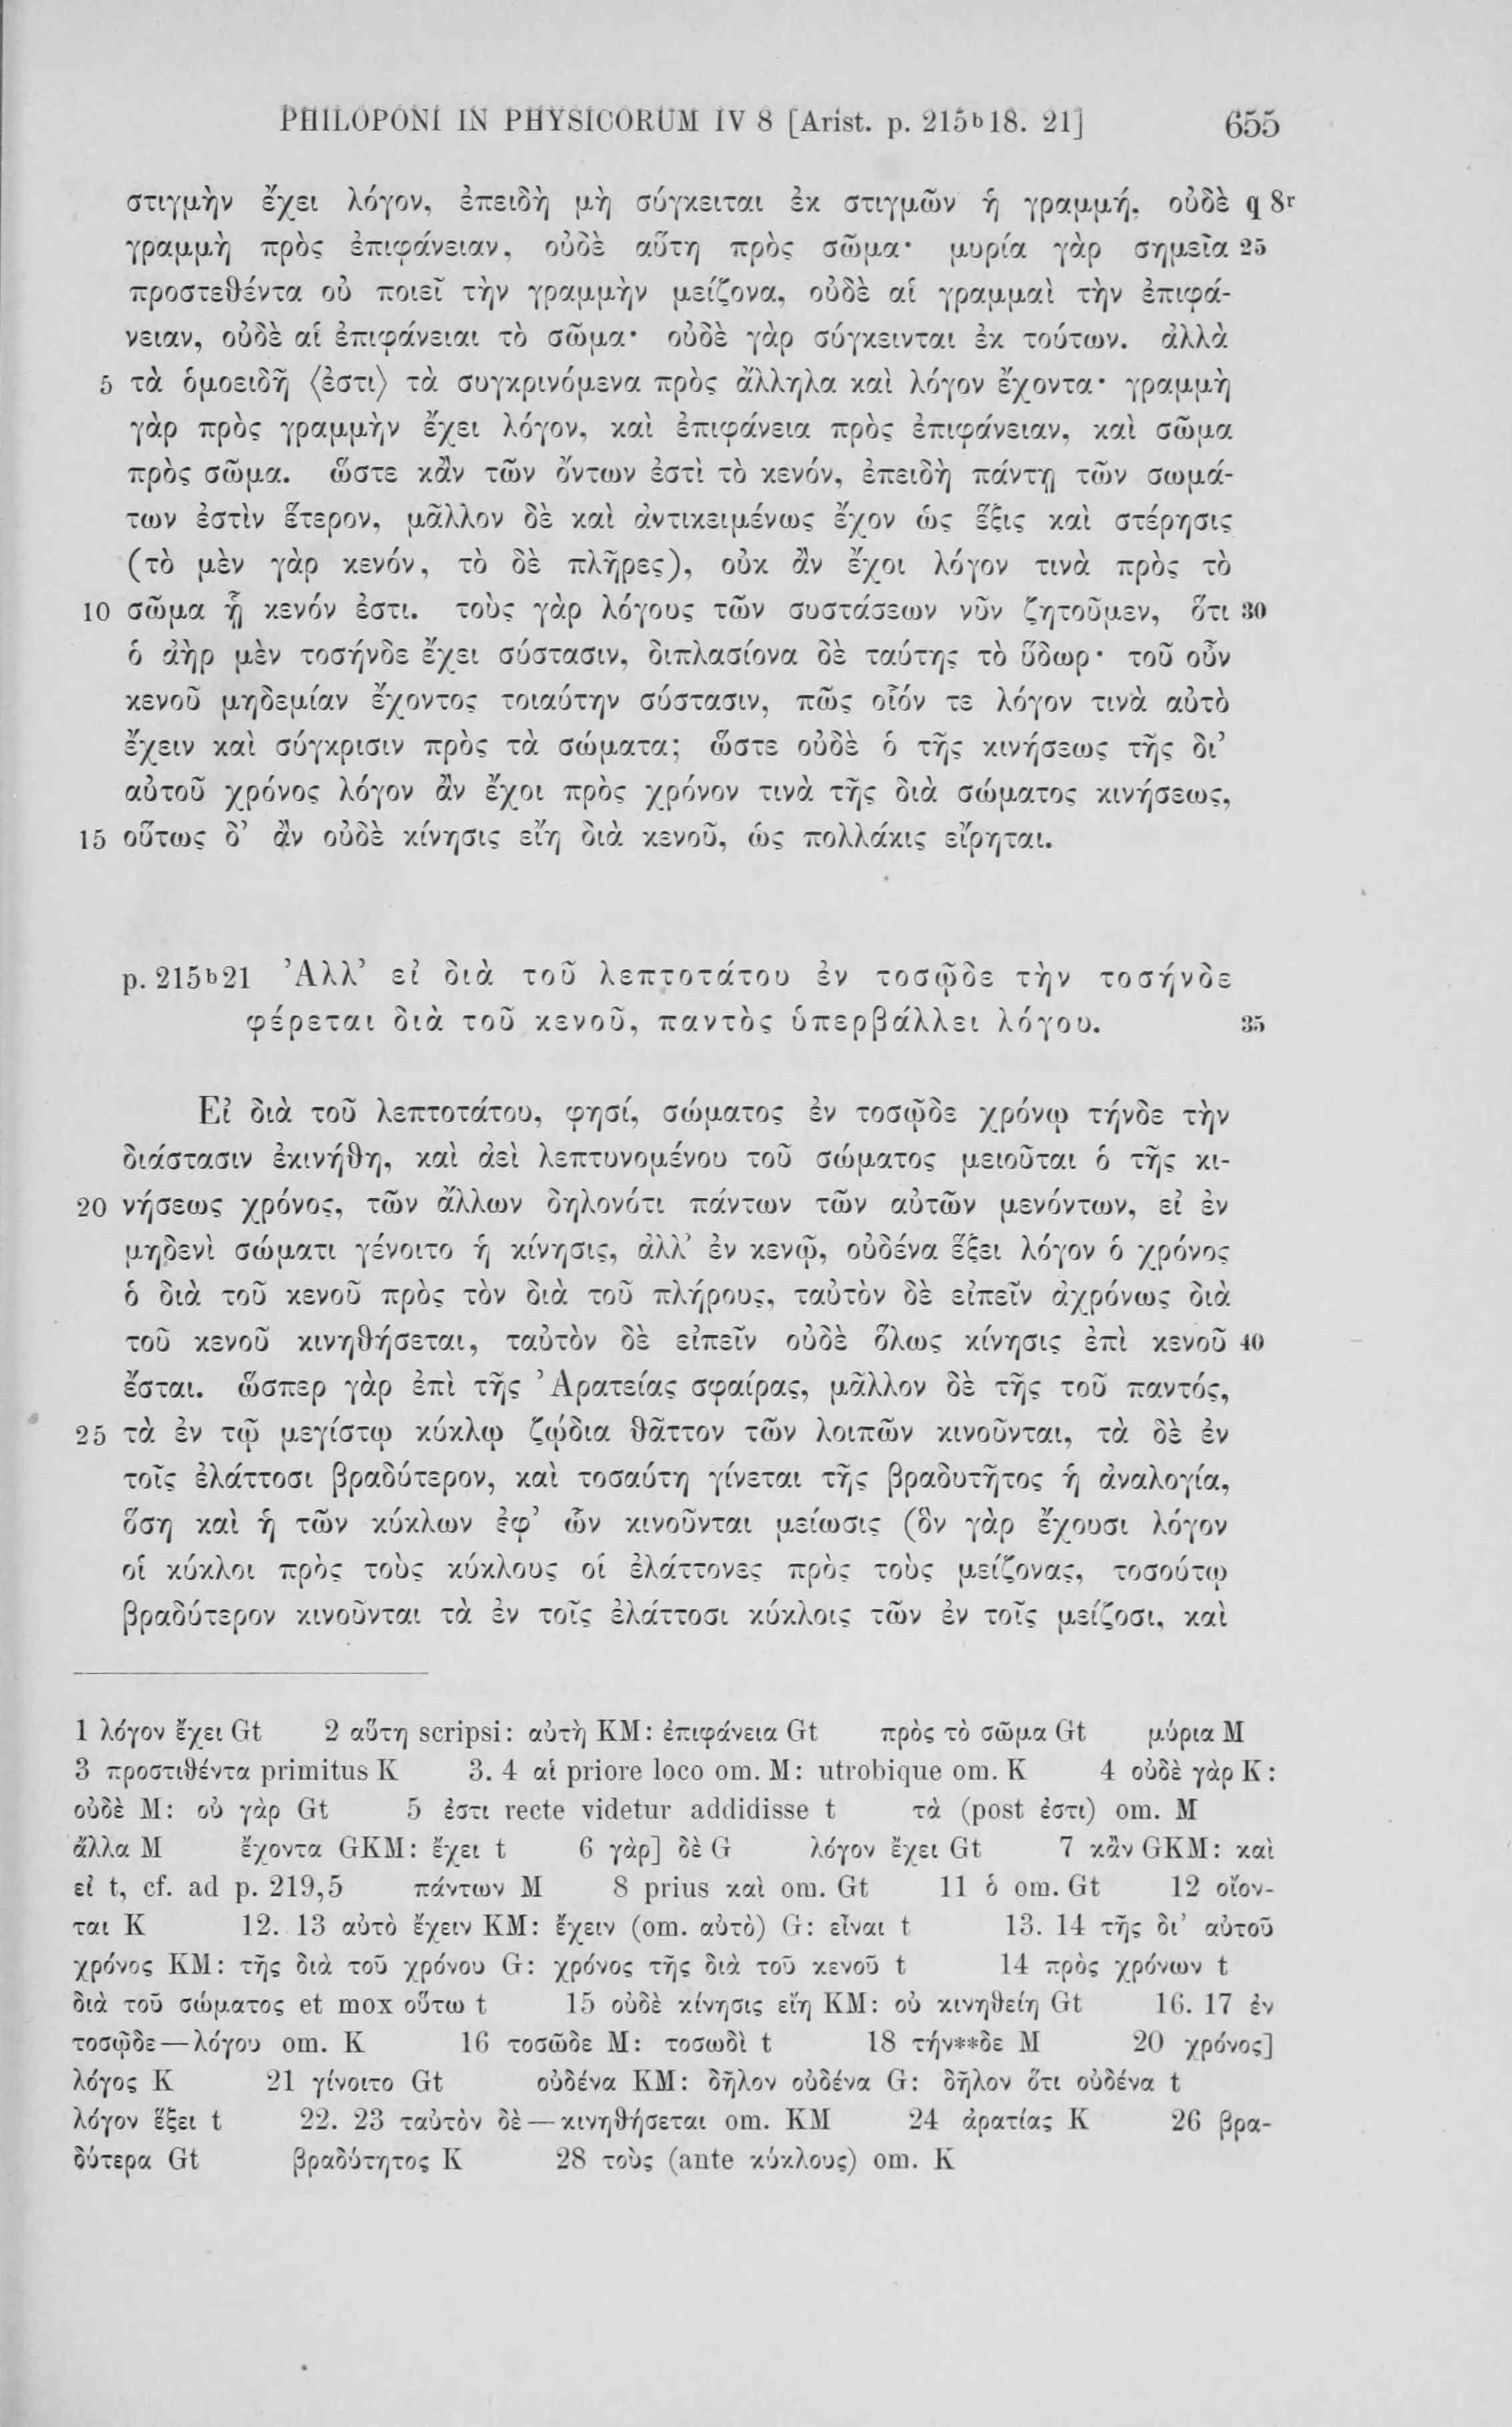 PHILOPONI IN PHYSICORUM IV 8 [Arist. p. 215b18. 21] 655
στιγμὴν ἔχει λόγον, ἐπειδὴ μὴ σύγκειται ἐκ στιγμῶν ἡ γραμμή, οὐδὲ q 8r
γραμμὴ πρὸς ἐπιφάνειαν, οὐδὲ αὕτη πρὸς σῶμα· μυρία γὰρ σημεῖα 25
προστεθέντα οὐ ποιεῖ τὴν γραμμὴν μείζονα, οὐδὲ αἱ γραμμαὶ τὴν ἐπιφά-
νειαν, οὐδὲ αἱ ἐπιφάνειαι τὸ σῶμα· οὐδὲ γὰρ σύγκεινται ἐκ τούτων. ἀλλὰ
5 τὰ ὁμοειδῆ ⟨ἐστι⟩ τὰ συγκρινόμενα πρὸς ἄλληλα καὶ λόγον ἔχοντα· γραμμὴ
γὰρ πρὸς γραμμὴν ἔχει λόγον, καὶ ἐπιφάνεια πρὸς ἐπιφάνειαν, καὶ σῶμα
πρὸς σῶμα. ὥστε κἂν τῶν ὄντων ἐστὶ τὸ κενόν, ἐπειδὴ πάντῃ τῶν σωμά-
των ἐστὶν ἕτερον, μᾶλλον δὲ καὶ ἀντικειμένως ἔχον ὡς ἕξις καὶ στέρησις
(τὸ μὲν γὰρ κενόν, τὸ δὲ πλῆρες), οὐκ ἂν ἔχοι λόγον τινὰ πρὸς τὸ
10 σῶμα ᾗ κενόν ἐστι. τοὺς γὰρ λόγους τῶν συστάσεων νῦν ζητοῦμεν, ὅτι 30
ὁ ἀὴρ μὲν τοσήνδε ἔχει σύστασιν, διπλασίονα δὲ ταύτης τὸ ὕδωρ· τοῦ οὖν
κενοῦ μηδεμίαν ἔχοντος τοιαύτην σύστασιν, πῶς οἷόν τε λόγον τινὰ αὐτὸ
ἔχειν καὶ σύγκρισιν πρὸς τὰ σώματα; ὥστε οὐδὲ ὁ τῆς κινήσεως τῆς δι’
αὐτοῦ χρόνος λόγον ἂν ἔχοι πρὸς χρόνον τινὰ τῆς διὰ σώματος κινήσεως,
15 οὕτως δ’ ἂν οὐδὲ κίνησις εἴη διὰ κενοῦ, ὡς πολλάκις εἴρηται.
p. 215b21 Ἀλλ’ εἰ διὰ τοῦ λεπτοτάτου ἐν τοσῷδε τὴν τοσήνδε
φέρεται διὰ τοῦ κενοῦ, παντὸς ὑπερβάλλει λόγου. 35
Εἰ διὰ τοῦ λεπτοτάτου, φησί, σώματος ἐν τοσῷδε χρόνῳ τήνδε τὴν
διάστασιν ἐκινήθη, καὶ ἀεὶ λεπτυνομένου τοῦ σώματος μειοῦται ὁ τῆς κι-
20 νήσεως χρόνος, τῶν ἄλλων δηλονότι πάντων τῶν αὐτῶν μενόντων, εἰ ἐν
μηδενὶ σώματι γένοιτο ἡ κίνησις, ἀλλ’ ἐν κενῷ, οὐδένα ἕξει λόγον ὁ χρόνος
ὁ διὰ τοῦ κενοῦ πρὸς τὸν διὰ τοῦ πλήρους, ταὐτὸν δὲ εἰπεῖν ἀχρόνως διὰ
τοῦ κενοῦ κινηθήσεται, ταὐτὸν δὲ εἰπεῖν οὐδὲ ὅλως κίνησις ἐπὶ κενοῦ 40
ἔσται. ὥσπερ γὰρ ἐπὶ τῆς Ἀρατείας σφαίρας, μᾶλλον δὲ τῆς τοῦ παντός,
25 τὰ ἐν τῷ μεγίστῳ κύκλῳ ζῴδια θᾶττον τῶν λοιπῶν κινοῦνται, τὰ δὲ ἐν
τοῖς ἐλάττοσι βραδύτερον, καὶ τοσαύτη γίνεται τῆς βραδυτῆτος ἡ ἀναλογία,
ὅση καὶ ἡ τῶν κύκλων ἐφ’ ὧν κινοῦνται μείωσις (ὃν γὰρ ἔχουσι λόγον
οἱ κύκλοι πρὸς τοὺς κύκλους οἱ ἐλάττονες πρὸς τοὺς μείζονας, τοσούτῳ
βραδύτερον κινοῦνται τὰ ἐν τοῖς ἐλάττοσι κύκλοις τῶν ἐν τοῖς μείζοσι, καὶ
1 λόγον ἔχει Gt 2 αὕτη scripsi: αὐτὴ KM: ἐπιφάνεια Gt πρὸς τὸ σῶμα Gt μύρια M
3 προστιθέντα primitus K 3. 4 αἱ priore loco om. M: utrobique om. K 4 οὐδὲ γὰρ K:
οὐδὲ M: οὐ γὰρ Gt 5 ἐστι recte videtur addidisse t τὰ (post ἐστι) om. M
ἄλλα M ἔχοντα GKM: ἔχει t 6 γὰρ] δὲ G λόγον ἔχει Gt 7 κἂν GKM: καὶ
εἰ t, cf. ad p. 219,5 πάντων M 8 prius καὶ om. Gt 11 ὁ om. Gt 12 οἴον-
ται K 12. 13 αὐτὸ ἔχειν KM: ἔχειν (om. αὐτὸ) G: εἶναι t 13. 14 τῆς δι’ αὐτοῦ
χρόνος KM: τῆς διὰ τοῦ χρόνου G: χρόνος τῆς διὰ τοῦ κενοῦ t 14 πρὸς χρόνων t
διὰ τοῦ σώματος et mox οὕτω t 15 οὐδὲ κίνησις εἴη KM: οὐ κινηθείη Gt 16. 17 ἐν
τοσῷδε—λόγου om. K 16 τοσῶδε M: τοσωδὶ t 18 τήν**δε M 20 χρόνος]
λόγος K 21 γίνοιτο Gt οὐδένα KM: δῆλον οὐδένα G: δῆλον ὅτι οὐδένα t
λόγον ἕξει t 22. 23 ταὐτὸν δὲ—κινηθήσεται om. KM 24 ἀρατίας K 26 βρα-
δύτερα Gt βραδύτητος K 28 τοὺς (ante κύκλους) om. K